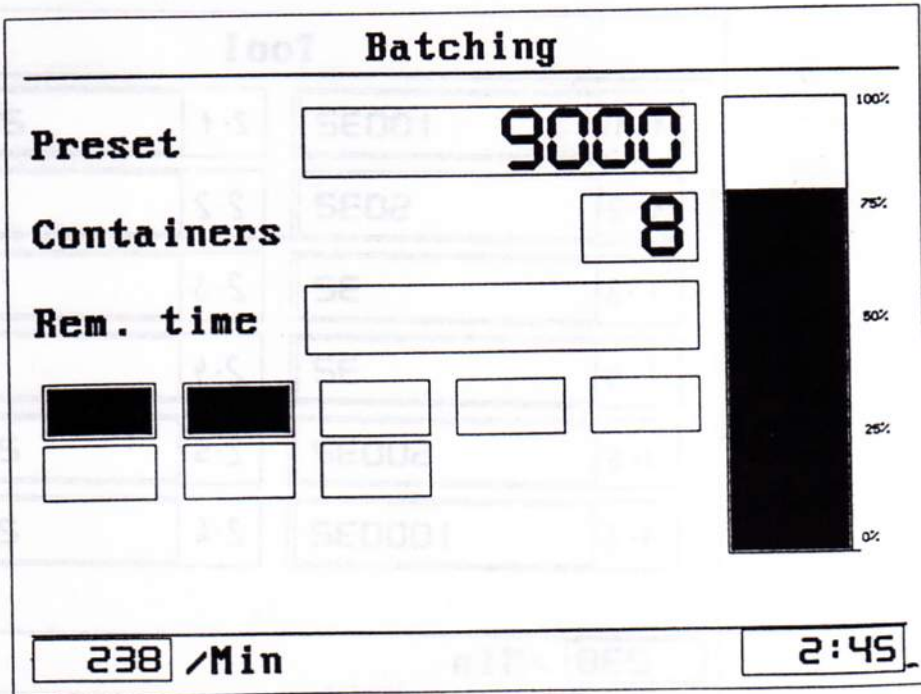 Batching
Preset 9000
100%
Containers 8
75%
Rem. time
50%
25%
0%
238 /Min 2:45